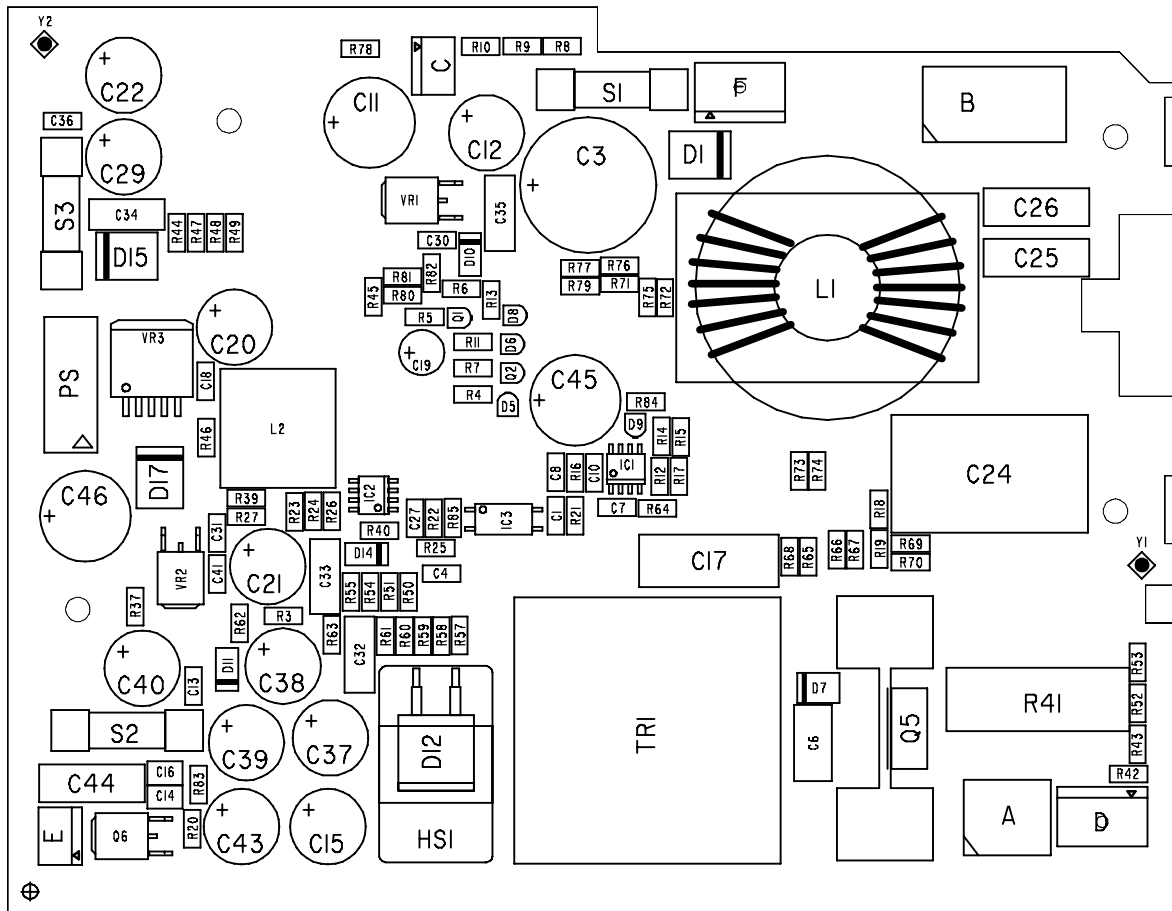 Y2
R78
C
R10
R9
R8
C22
C11
S1
F
B
C36
C12
C29
C3
D1
VR1
C35
C34
S3
R44
R47
R48
R49
C26
C30
D10
D15
C25
R82
R77
R76
R81
R79
R71
R45
R80
R6
R13
R75
R72
L1
R5
Q1
D8
VR3
C20
R11
D6
C19
PS
C18
R7
Q2
C45
R4
D5
R84
L2
R46
D9
R14
R15
D17
C8
R16
C10
IC1
R12
R17
R73
R74
C24
C46
R39
IC2
R23
R24
R26
C27
R22
R85
IC3
C1
R21
C7
R64
R18
R27
C31
R40
R25
D14
R66
R67
R19
R69
R70
Y1
VR2
C41
C21
C33
C4
C17
R68
R65
R55
R54
R51
R50
R37
R62
R3
R63
R61
R60
R59
R58
R57
C32
C40
C13
D11
C38
R53
D7
R41
R52
S2
C39
C37
D12
TR1
C6
Q5
R43
C16
R83
R42
C44
C14
E
Q6
R20
C43
C15
HS1
A
D